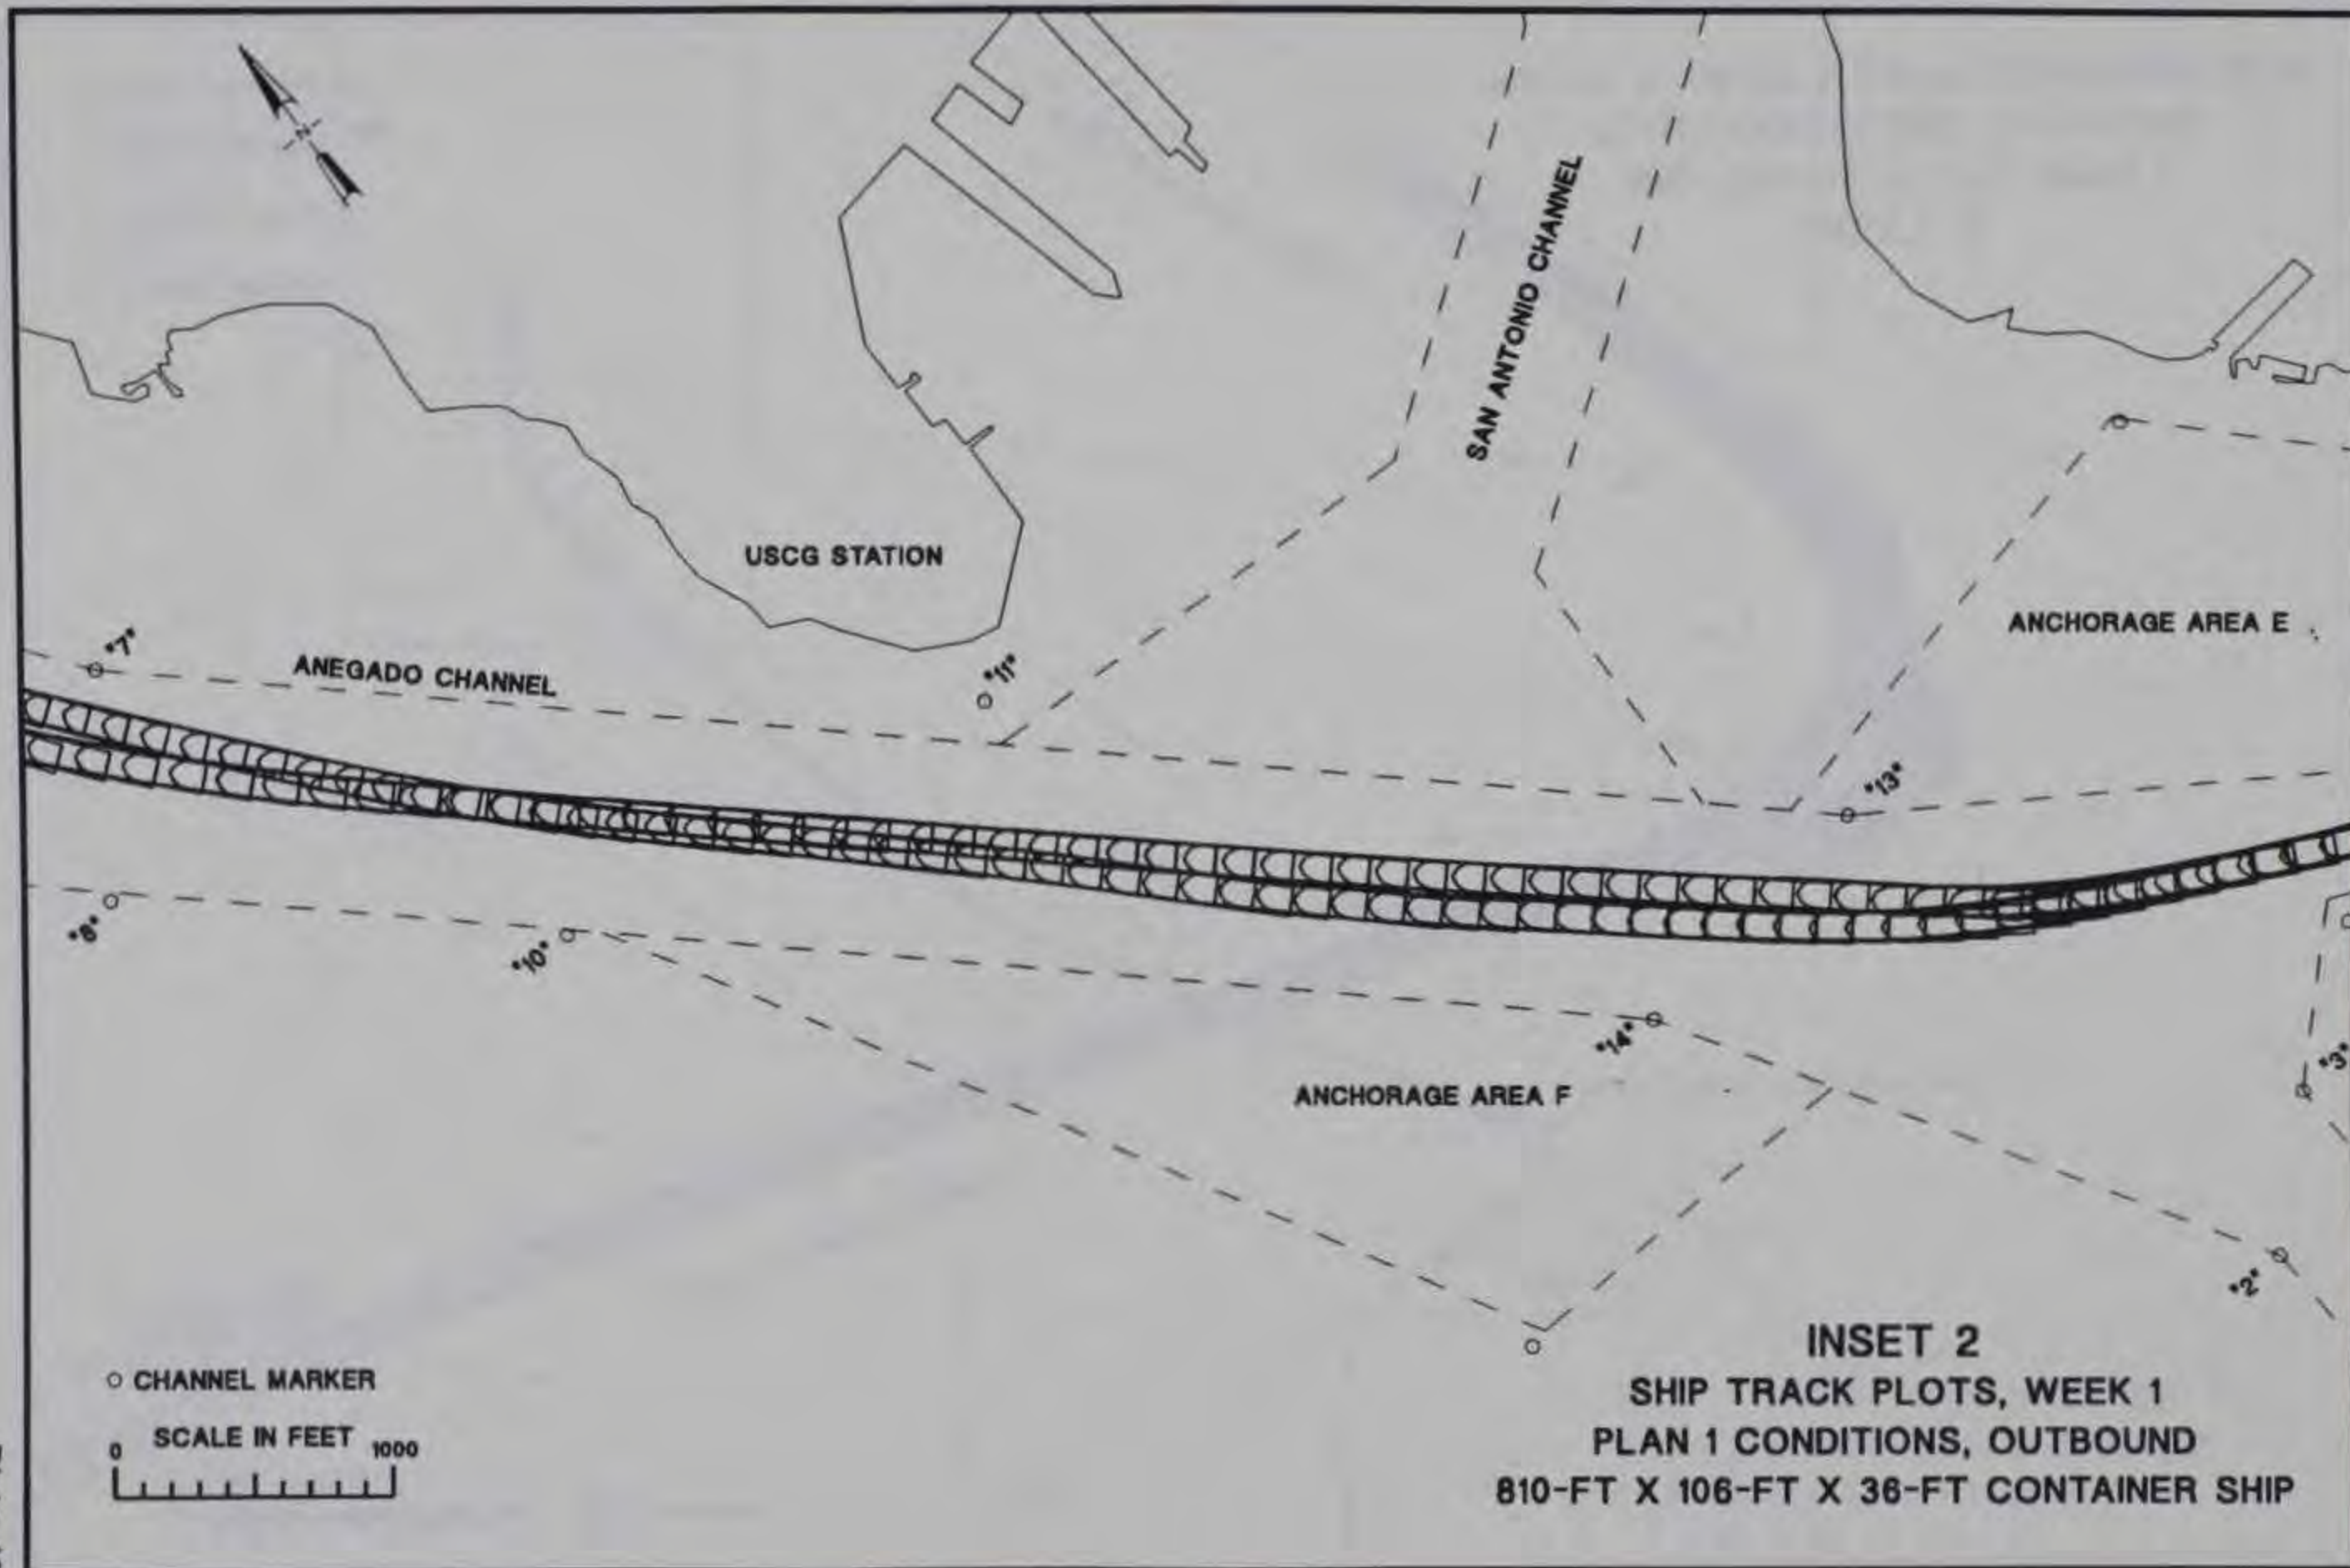 N
SAN ANTONIO CHANNEL
USCG STATION
ANCHORAGE AREA E
"7"
ANEGADO CHANNEL
"11"
"13"
"8"
"10"
"14"
"3"
ANCHORAGE AREA F
"2"
INSET 2
SHIP TRACK PLOTS, WEEK 1
PLAN 1 CONDITIONS, OUTBOUND
810-FT X 106-FT X 36-FT CONTAINER SHIP
CHANNEL MARKER
SCALE IN FEET
0 1000